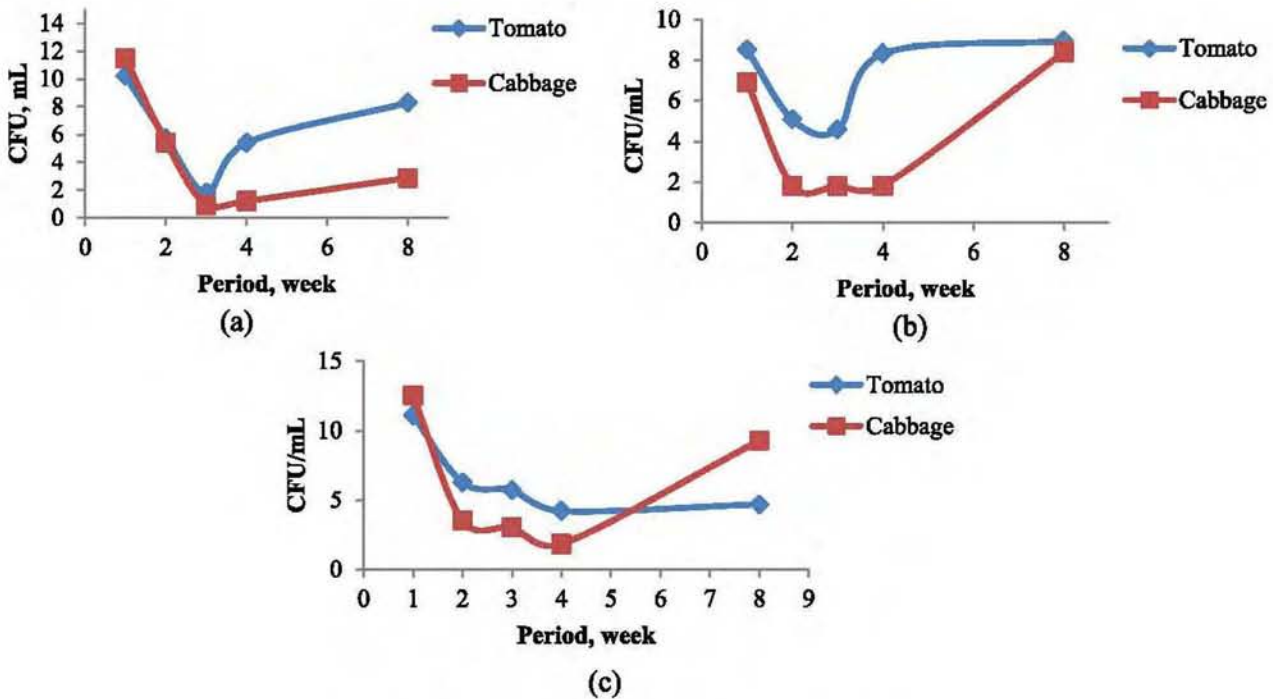 14
12
10
8
6
4
2
0
CFU, mL
0 2 4 6 8
Period, week
Tomato
Cabbage
(a)
10
8
6
4
2
0
CFU/mL
0 2 4 6 8
Period, week
Tomato
Cabbage
(b)
15
10
5
0
CFU/mL
0 1 2 3 4 5 6 7 8 9
Period, week
Tomato
Cabbage
(c)